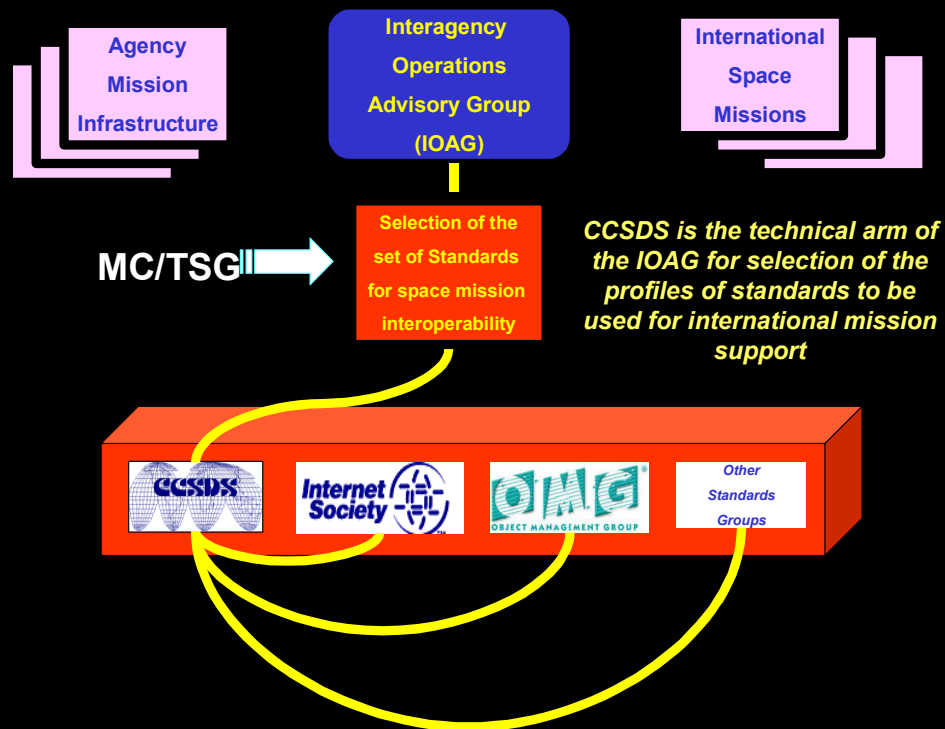 Agency
Mission
Infrastructure
Interagency
Operations
Advisory Group
(IOAG)
International
Space
Missions
MC/TSG
Selection of the
set of Standards
for space mission
interoperability
CCSDS is the technical arm of
the IOAG for selection of the
profiles of standards to be
used for international mission
support
CCSDS
Internet
Society
TM
OMG®
OBJECT MANAGEMENT GROUP
Other
Standards
Groups